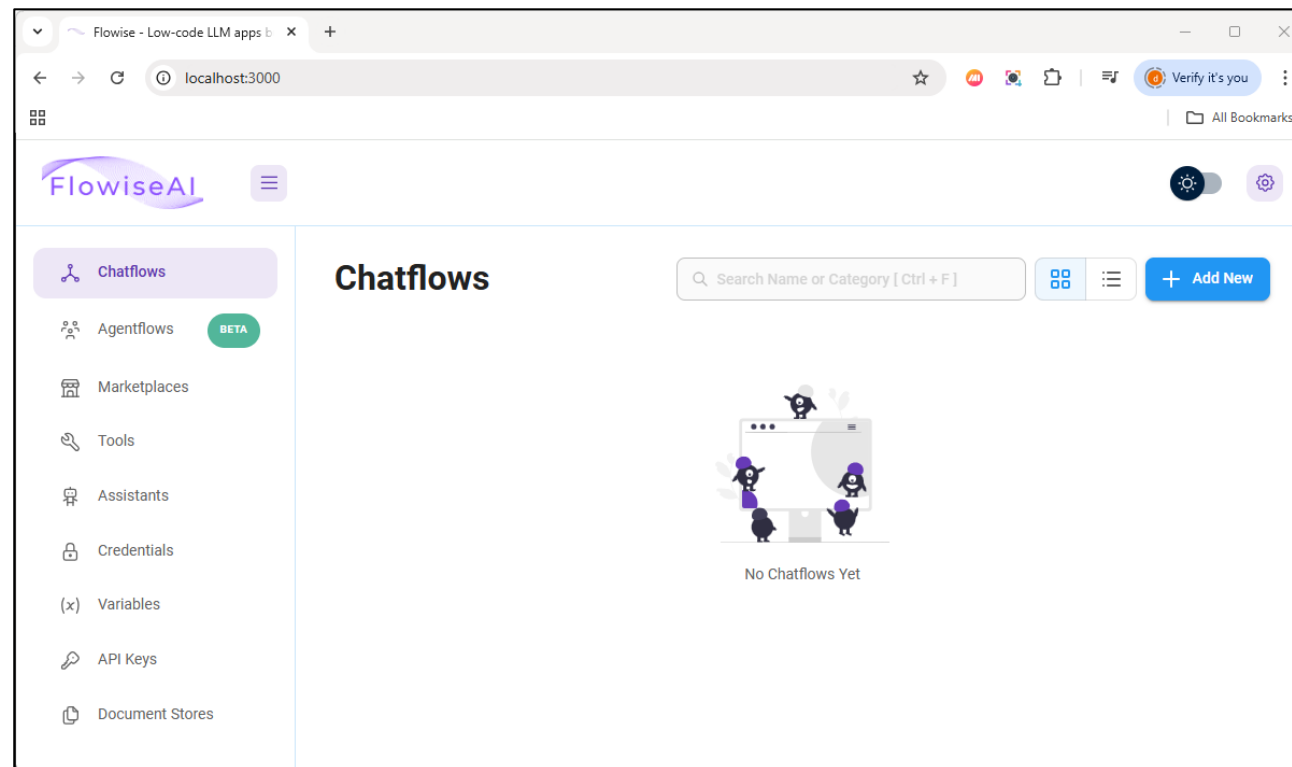 Flowise - Low-code LLM apps b
localhost:3000
Verify it's you
All Bookmarks
FlowiseAI
Chatflows
Agentflows BETA
Marketplaces
Tools
Assistants
Credentials
(x) Variables
API Keys
Document Stores
Chatflows
Search Name or Category [ Ctrl + F ]
Add New
No Chatflows Yet